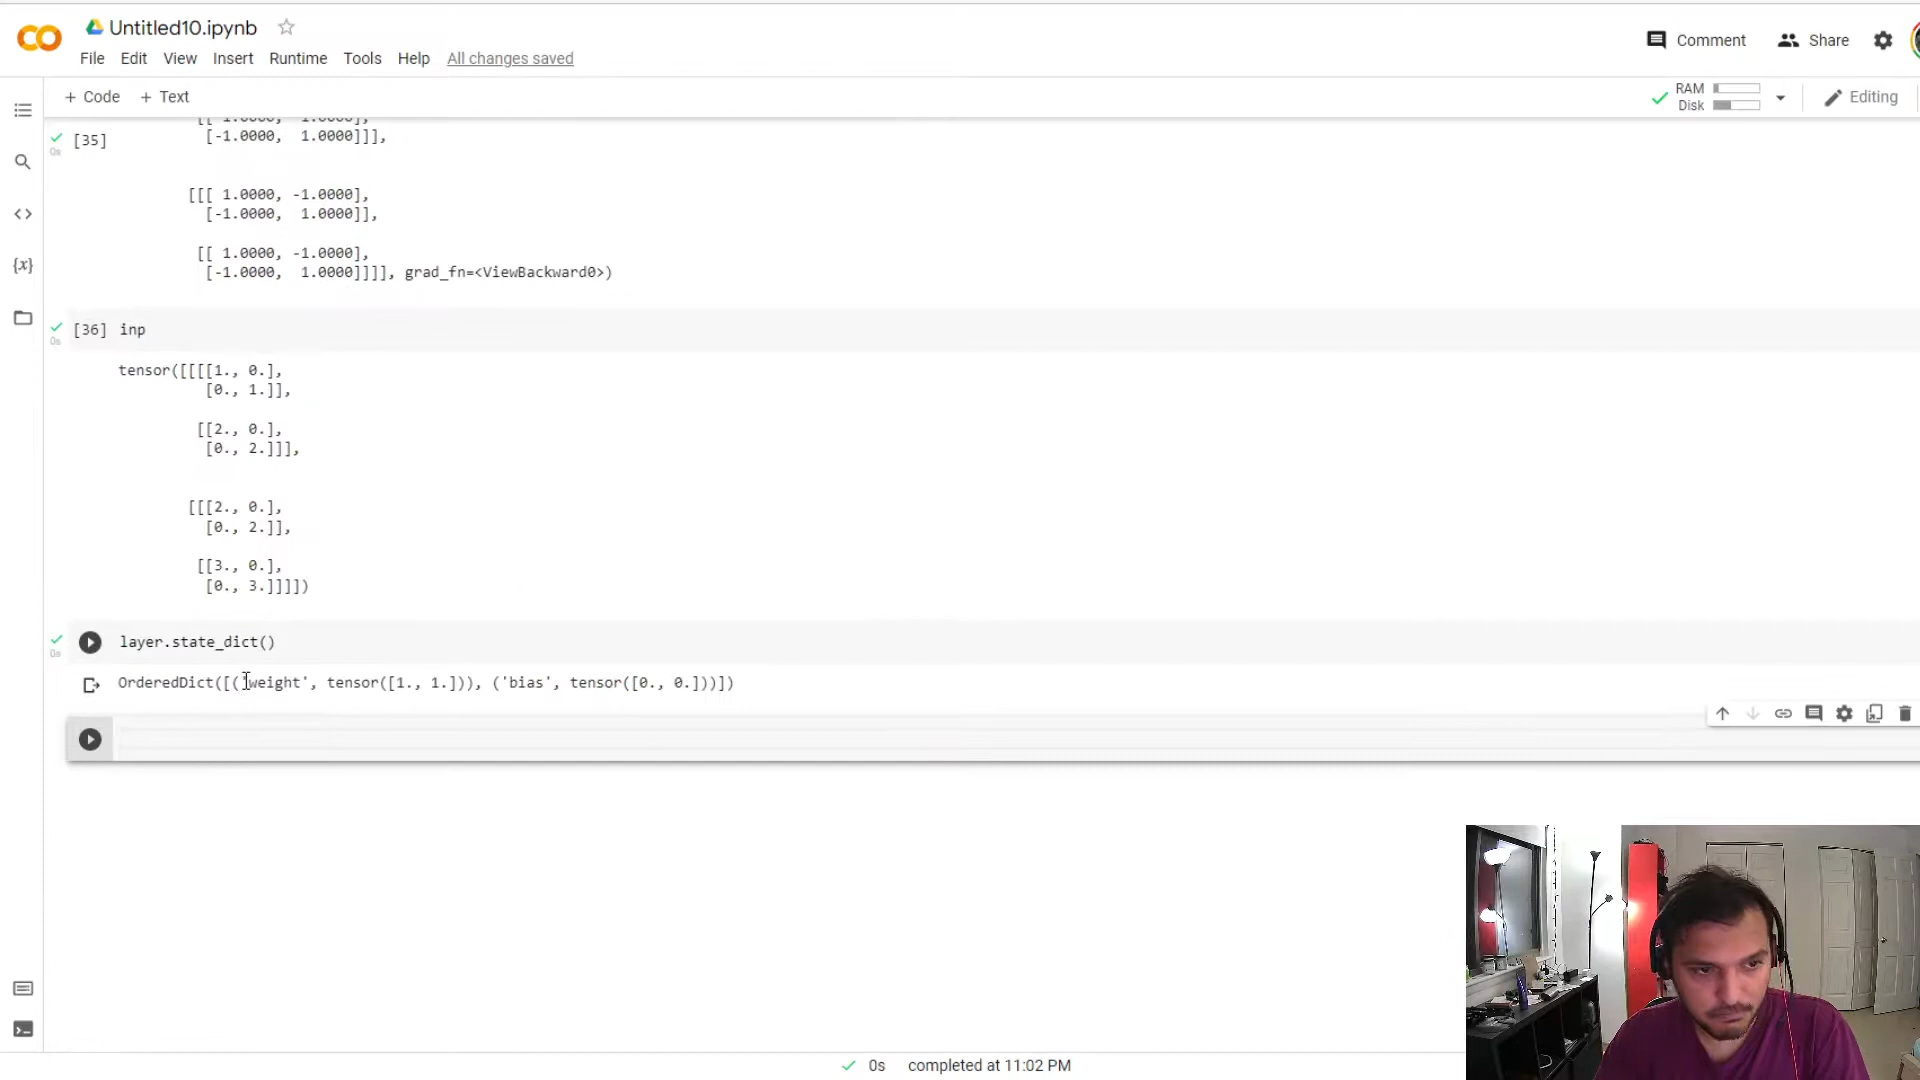 Untitled10.ipynb
File Edit View Insert Runtime Tools Help All changes saved
Comment
Share
+ Code + Text
RAM
Disk
Editing
[35]
[-1.0000, 1.0000]]],
[[[ 1.0000, -1.0000],
[-1.0000, 1.0000]],
[[ 1.0000, -1.0000],
[-1.0000, 1.0000]]]], grad_fn=<ViewBackward0>)
[36] inp
tensor([[[[1., 0.],
[0., 1.]],
[[2., 0.],
[0., 2.]]],
[[[2., 0.],
[0., 2.]],
[[3., 0.],
[0., 3.]]]])
0s
layer.state_dict()
OrderedDict([('weight', tensor([1., 1.])), ('bias', tensor([0., 0.]))])
0s completed at 11:02 PM